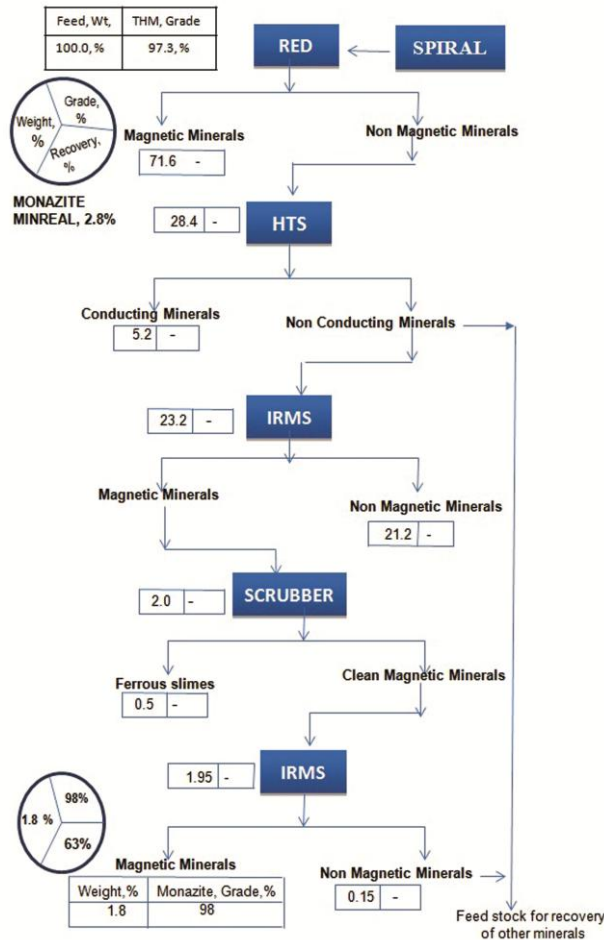 Feed, Wt, THM, Grade
100.0, % 97.3, %
RED
SPIRAL
Grade,
%
Weight,
%
Recovery,
%
MONAZITE
MINREAL, 2.8%
Magnetic Minerals
71.6 -
Non Magnetic Minerals
28.4 -
HTS
Conducting Minerals
5.2 -
Non Conducting Minerals
23.2 -
IRMS
Magnetic Minerals
Non Magnetic Minerals
21.2 -
2.0 -
SCRUBBER
Ferrous slimes
0.5 -
Clean Magnetic Minerals
1.95 -
IRMS
98%
1.8 %
63%
Magnetic Minerals
Weight,% Monazite, Grade,%
1.8 98
Non Magnetic Minerals
0.15 -
Feed stock for recovery
of other minerals